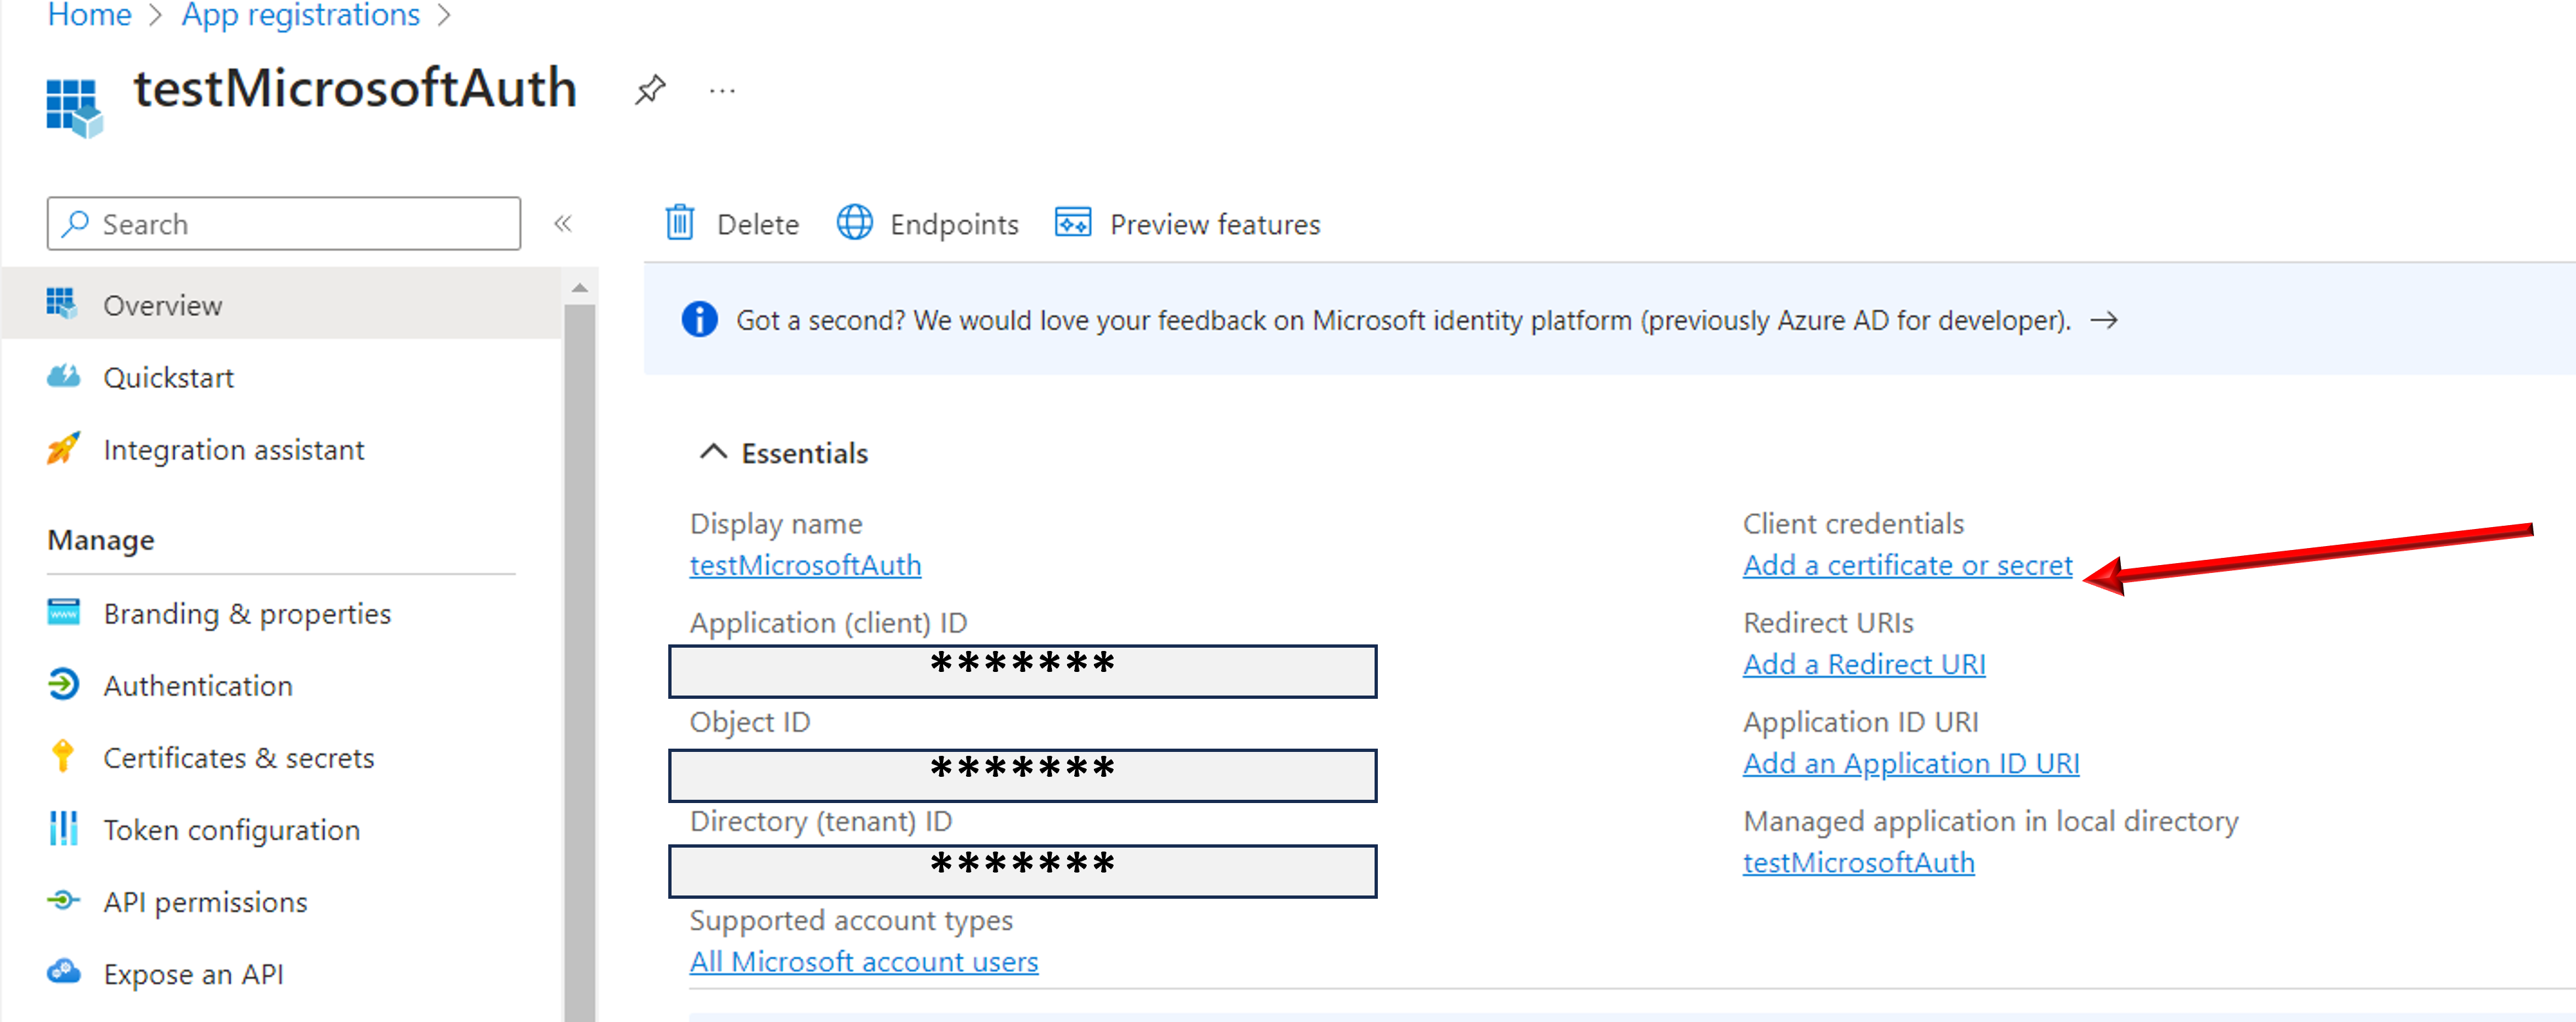 Home > App registrations >
testMicrosoftAuth ...
Search «
Overview
Quickstart
Integration assistant
Manage
Branding & properties
Authentication
Certificates & secrets
Token configuration
API permissions
Expose an API
Delete Endpoints Preview features
Got a second? We would love your feedback on Microsoft identity platform (previously Azure AD for developer). →
Essentials
Display name
testMicrosoftAuth
Application (client) ID
*******
Object ID
*******
Directory (tenant) ID
*******
Supported account types
All Microsoft account users
Client credentials
Add a certificate or secret
Redirect URIs
Add a Redirect URI
Application ID URI
Add an Application ID URI
Managed application in local directory
testMicrosoftAuth